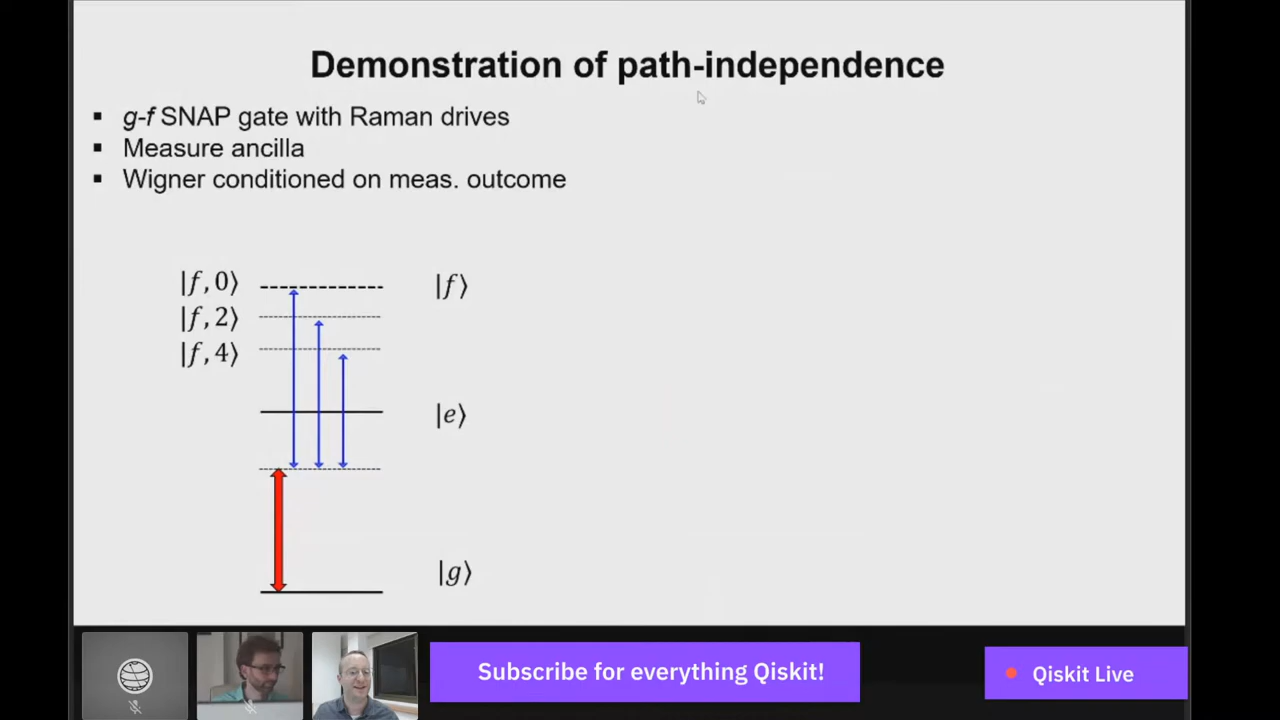 Demonstration of path-independence
▪ g-f SNAP gate with Raman drives
▪ Measure ancilla
▪ Wigner conditioned on meas. outcome
|f, 0⟩
|f⟩
|f, 2⟩
|f, 4⟩
|e⟩
|g⟩
Subscribe for everything Qiskit!
Qiskit Live